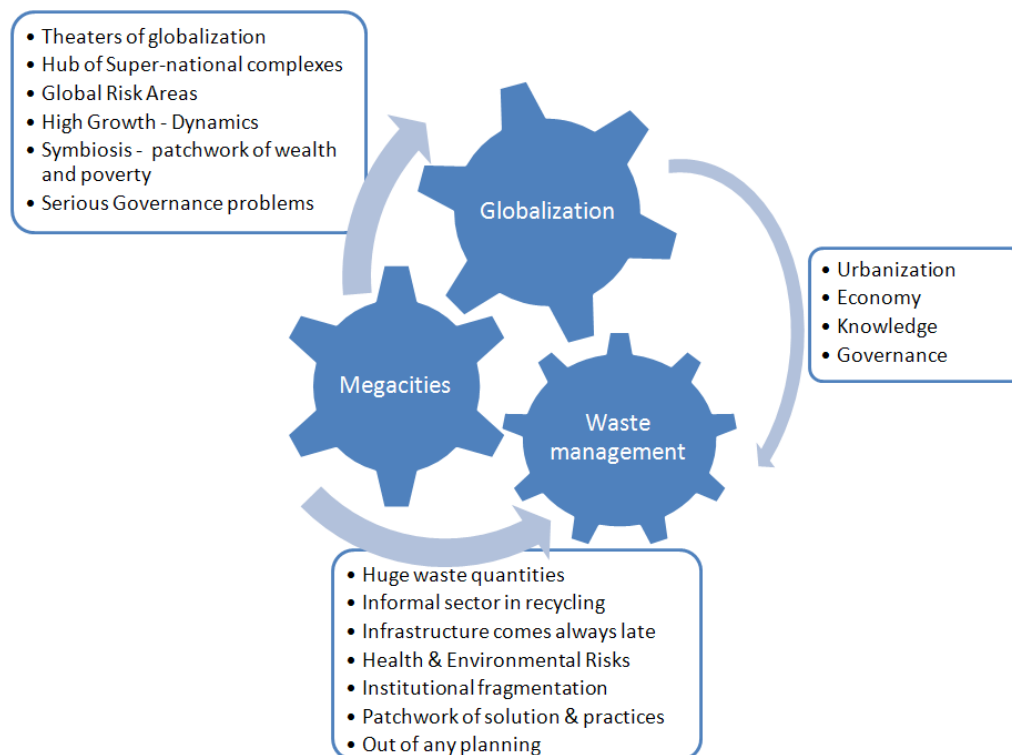 • Theaters of globalization
• Hub of Super-national complexes
• Global Risk Areas
• High Growth - Dynamics
• Symbiosis - patchwork of wealth
and poverty
• Serious Governance problems
Globalization
• Urbanization
• Economy
• Knowledge
• Governance
Megacities
Waste
management
• Huge waste quantities
• Informal sector in recycling
• Infrastructure comes always late
• Health & Environmental Risks
• Institutional fragmentation
• Patchwork of solution & practices
• Out of any planning